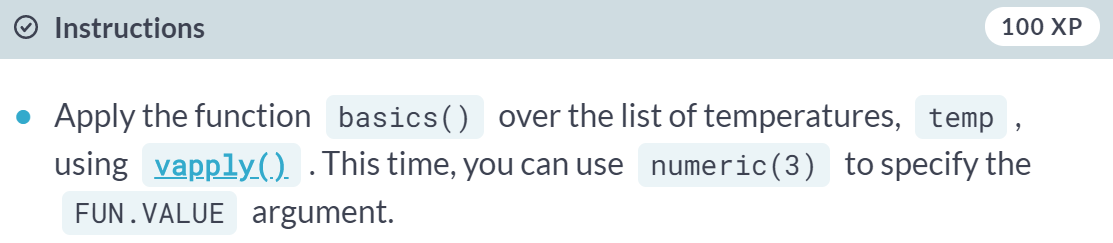 Instructions 100 XP
Apply the function basics() over the list of temperatures, temp ,
using vapply() . This time, you can use numeric(3) to specify the
FUN.VALUE argument.